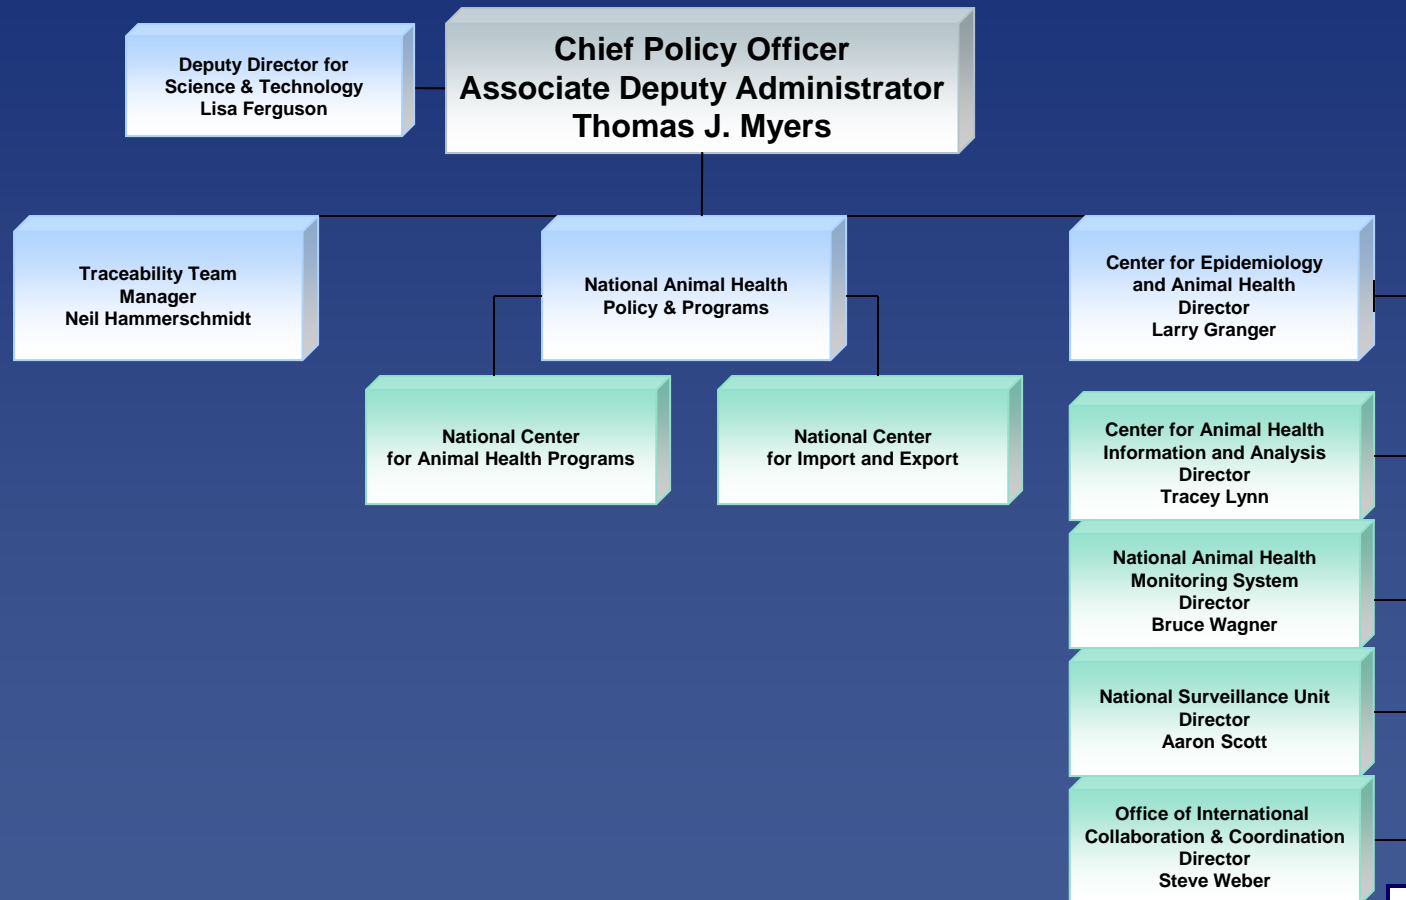 Deputy Director for
Science & Technology
Lisa Ferguson
Chief Policy Officer
Associate Deputy Administrator
Thomas J. Myers
Traceability Team
Manager
Neil Hammerschmidt
National Animal Health
Policy & Programs
Center for Epidemiology
and Animal Health
Director
Larry Granger
National Center
for Animal Health Programs
National Center
for Import and Export
Center for Animal Health
Information and Analysis
Director
Tracey Lynn
National Animal Health
Monitoring System
Director
Bruce Wagner
National Surveillance Unit
Director
Aaron Scott
Office of International
Collaboration & Coordination
Director
Steve Weber